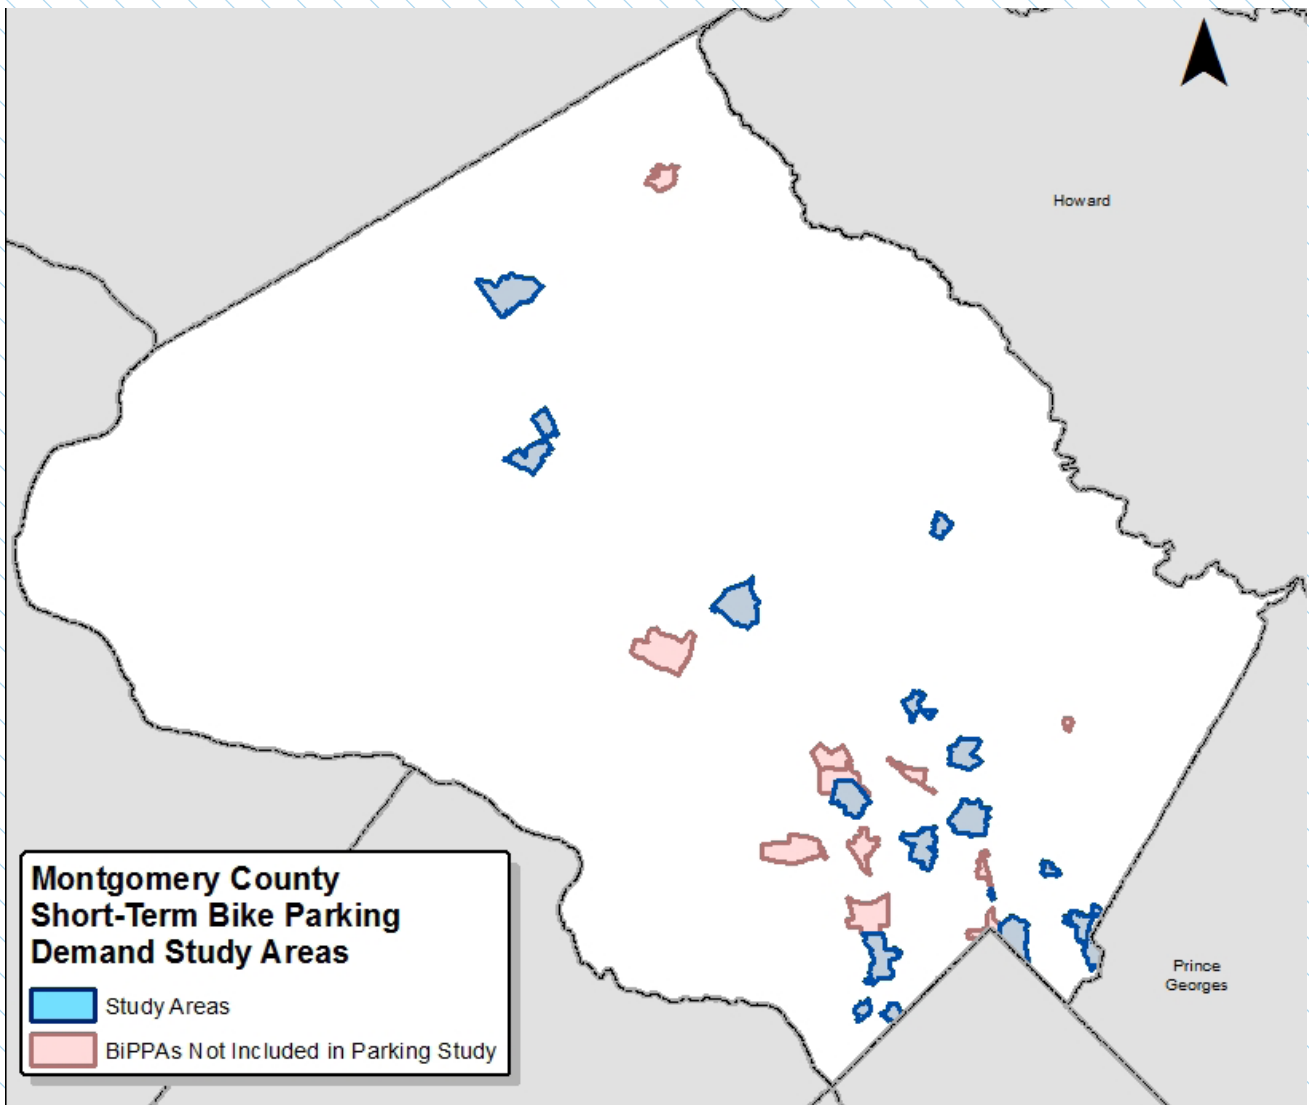 Howard
Montgomery County
Short-Term Bike Parking
Demand Study Areas
Study Areas
BiPPAs Not Included in Parking Study
Prince
Georges